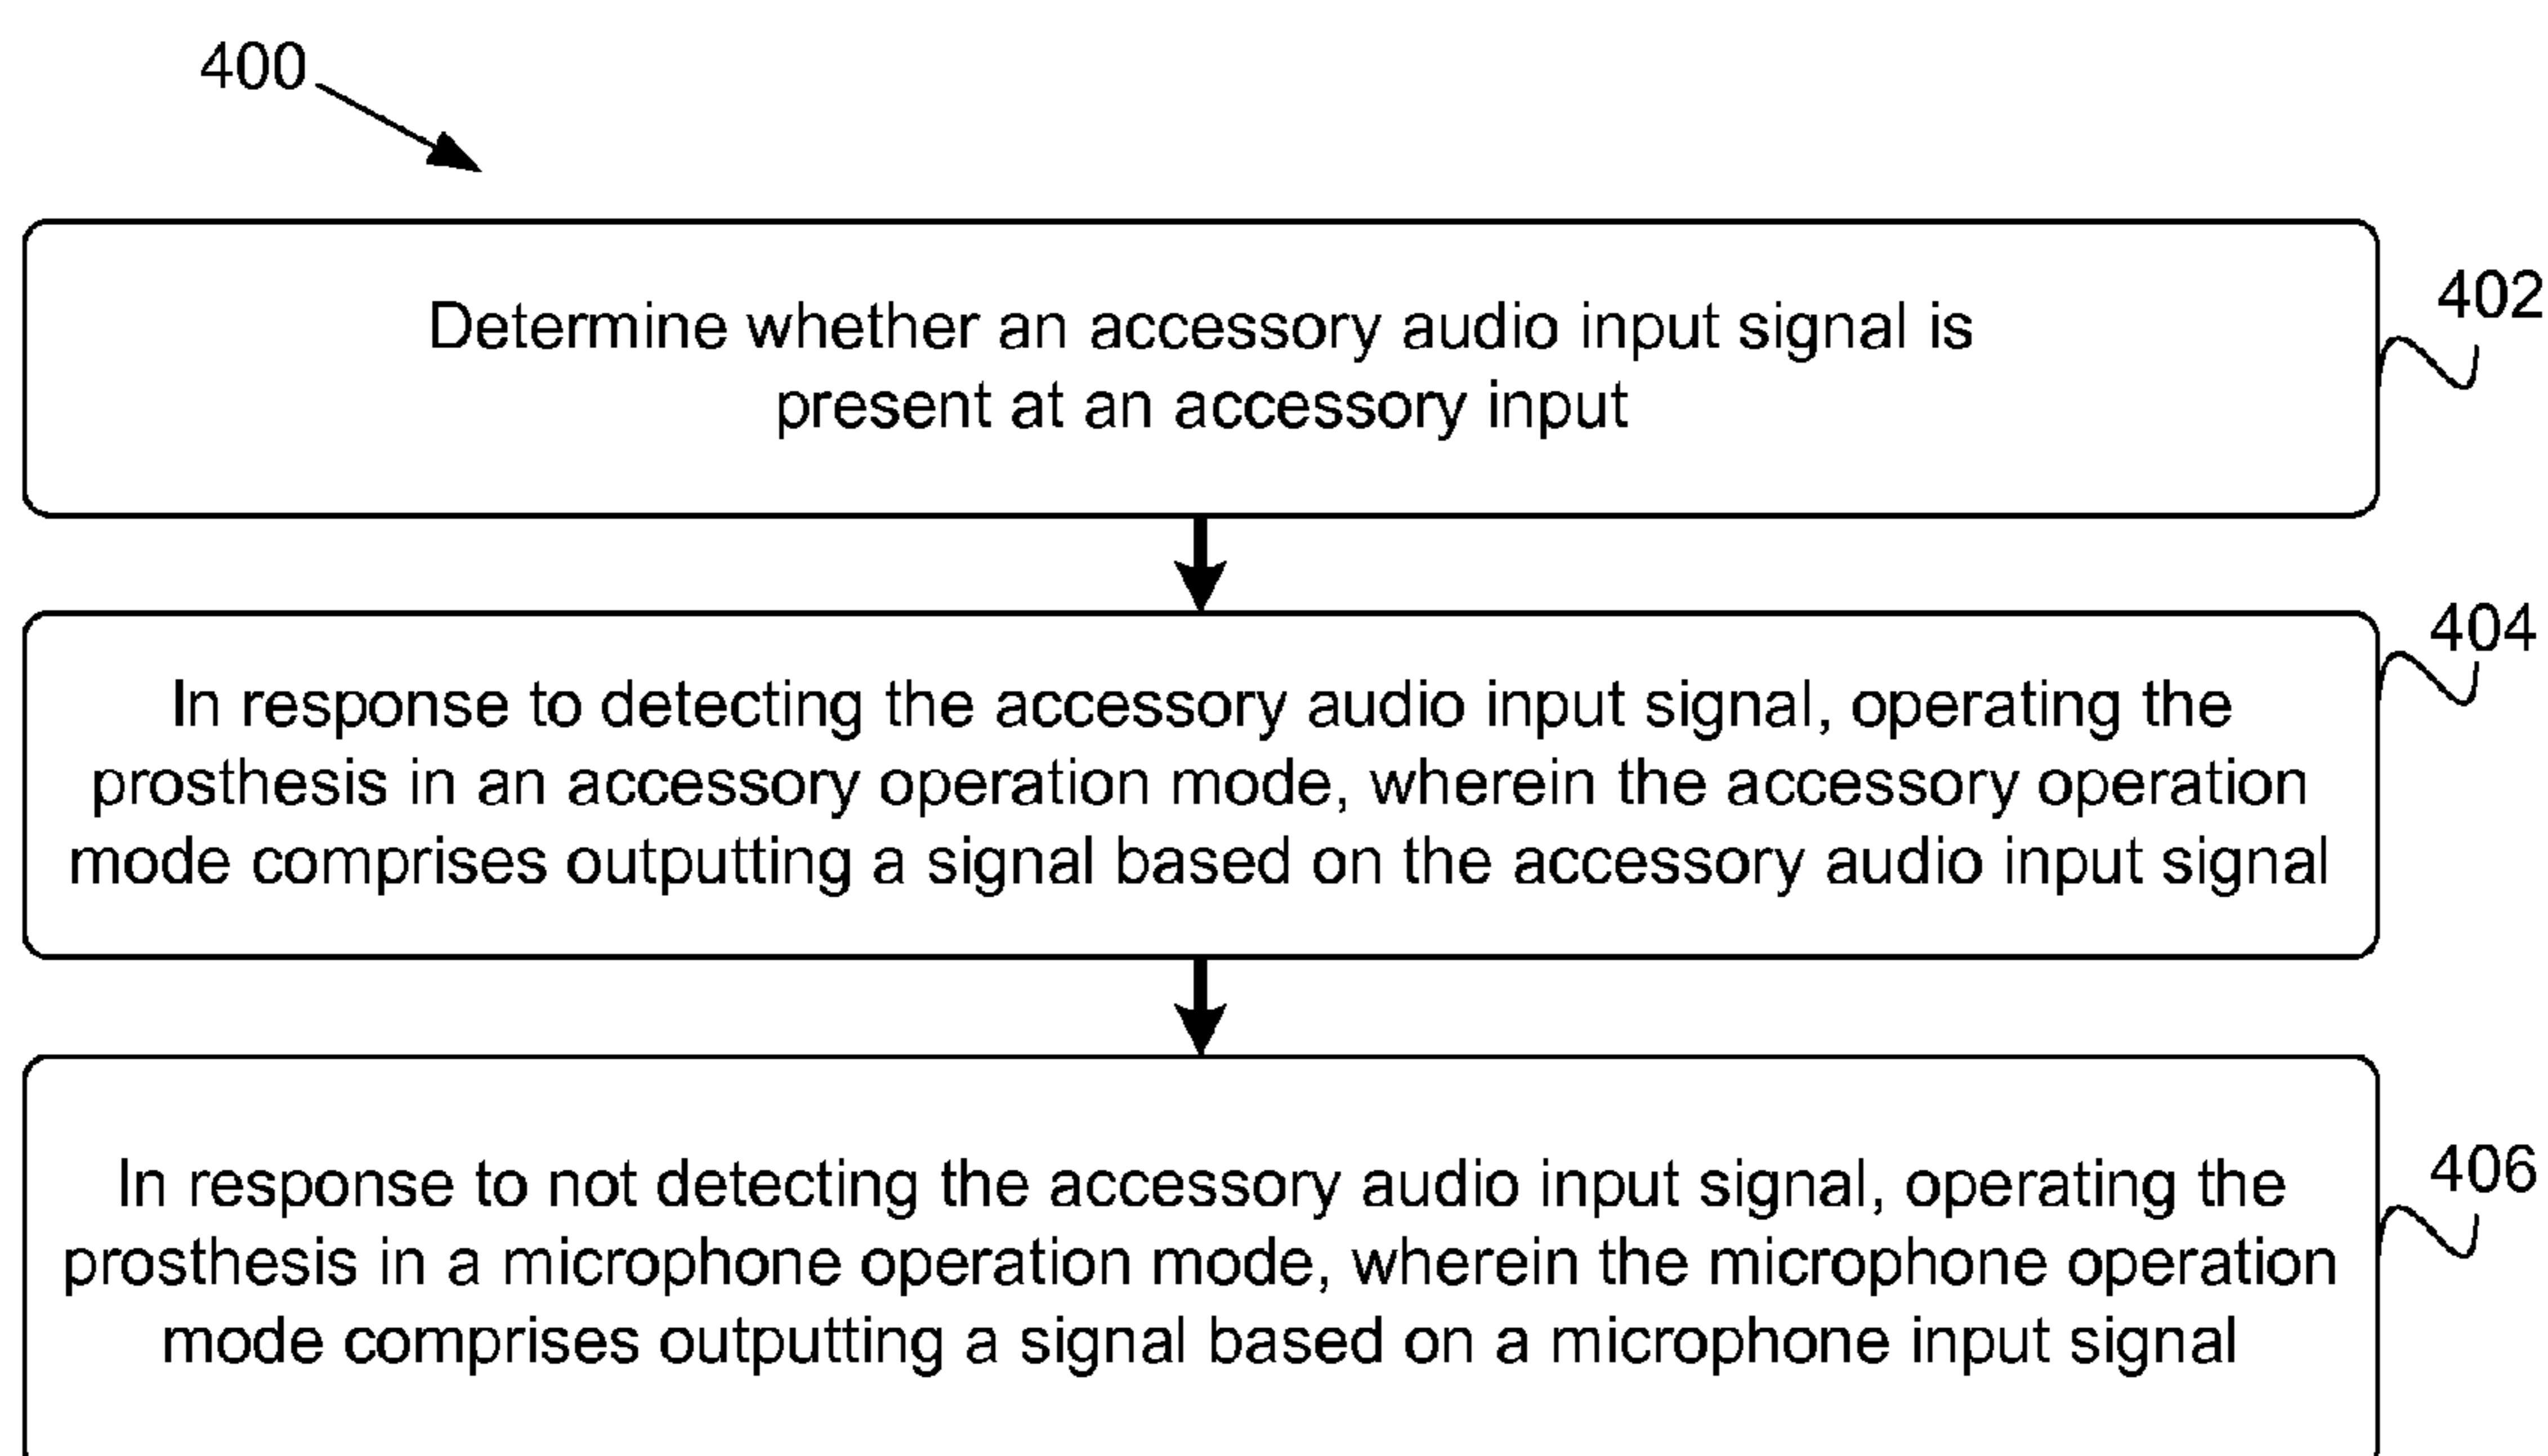 400
402
Determine whether an accessory audio input signal is
present at an accessory input
404
In response to detecting the accessory audio input signal, operating the
prosthesis in an accessory operation mode, wherein the accessory operation
mode comprises outputting a signal based on the accessory audio input signal
406
In response to not detecting the accessory audio input signal, operating the
prosthesis in a microphone operation mode, wherein the microphone operation
mode comprises outputting a signal based on a microphone input signal